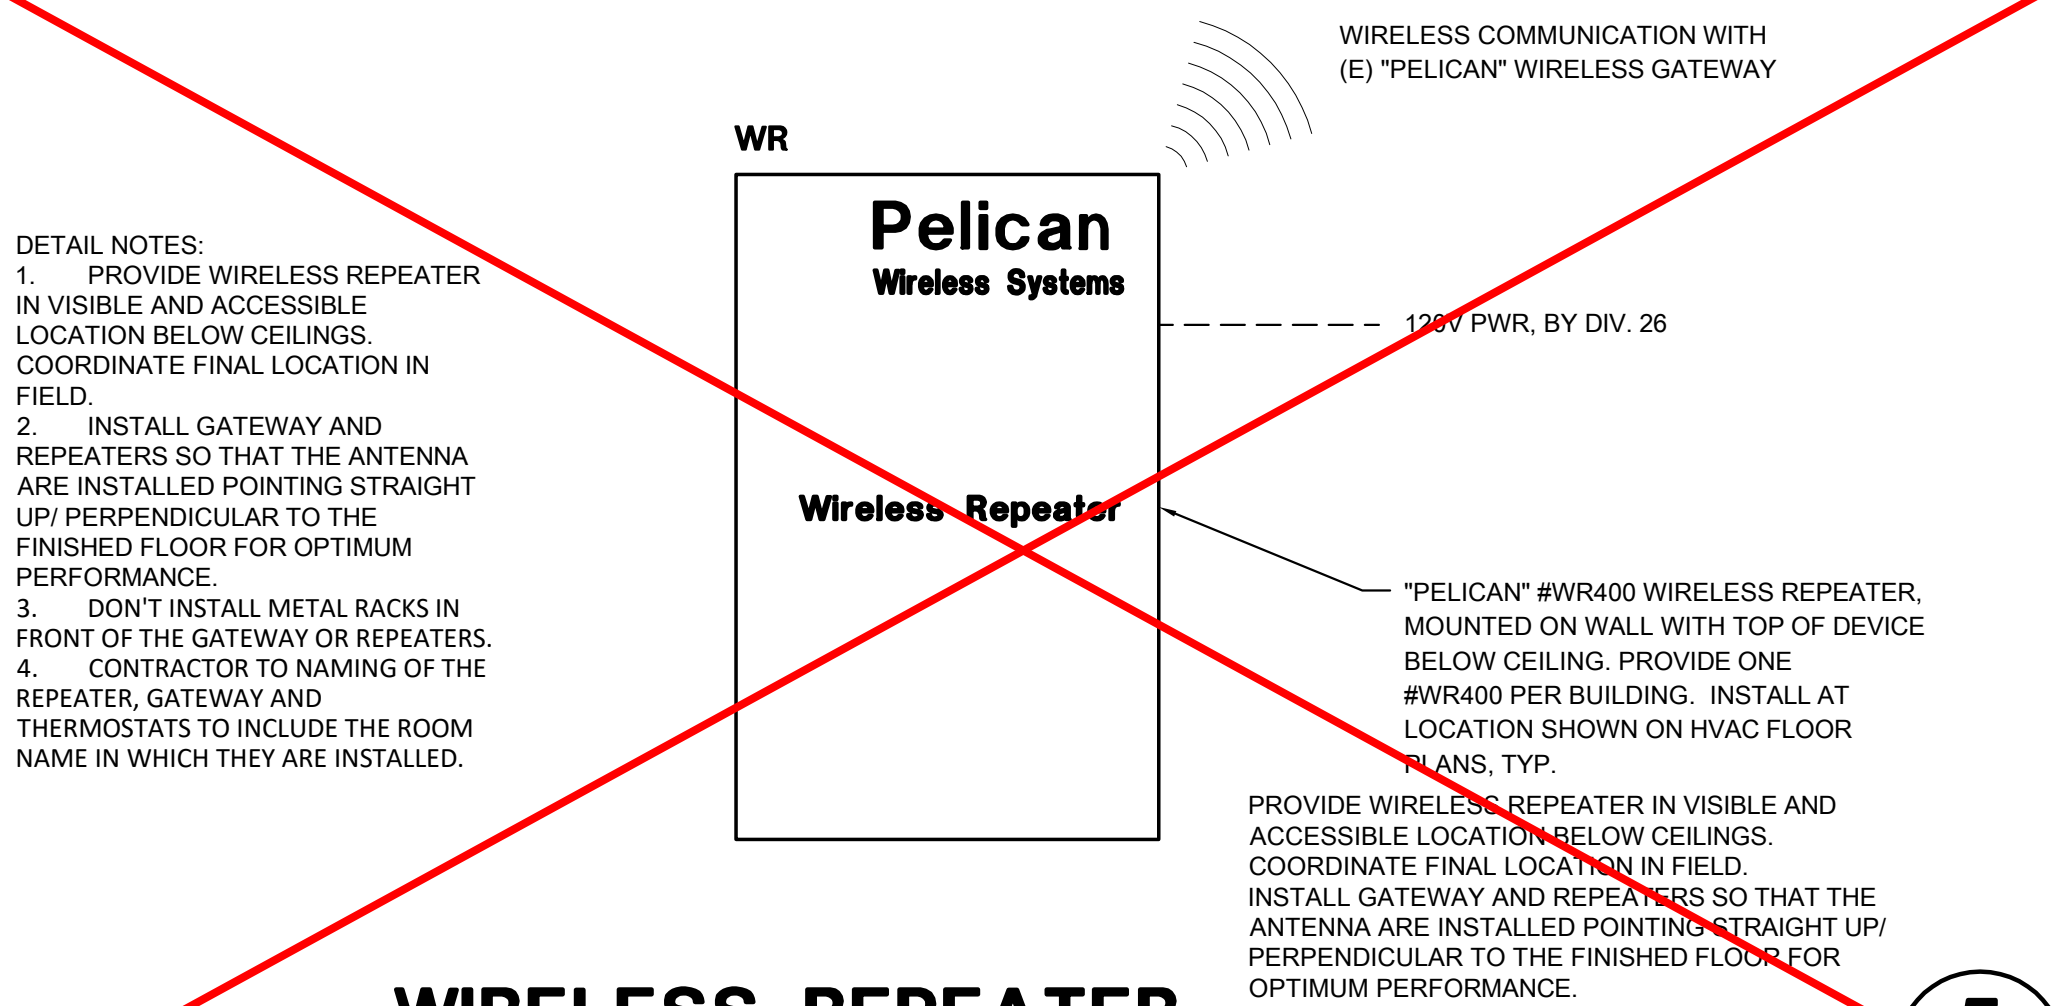 WIRELESS COMMUNICATION WITH
(E) "PELICAN" WIRELESS GATEWAY
WR
Pelican
Wireless Systems
DETAIL NOTES:
1. PROVIDE WIRELESS REPEATER
IN VISIBLE AND ACCESSIBLE
LOCATION BELOW CEILINGS.
COORDINATE FINAL LOCATION IN
FIELD.
2. INSTALL GATEWAY AND
REPEATERS SO THAT THE ANTENNA
ARE INSTALLED POINTING STRAIGHT
UP/ PERPENDICULAR TO THE
FINISHED FLOOR FOR OPTIMUM
PERFORMANCE.
3. DON'T INSTALL METAL RACKS IN
FRONT OF THE GATEWAY OR REPEATERS.
4. CONTRACTOR TO NAMING OF THE
REPEATER, GATEWAY AND
THERMOSTATS TO INCLUDE THE ROOM
NAME IN WHICH THEY ARE INSTALLED.
120V PWR, BY DIV. 26
Wireless Repeater
"PELICAN" #WR400 WIRELESS REPEATER,
MOUNTED ON WALL WITH TOP OF DEVICE
BELOW CEILING. PROVIDE ONE
#WR400 PER BUILDING. INSTALL AT
LOCATION SHOWN ON HVAC FLOOR
PLANS, TYP.
PROVIDE WIRELESS REPEATER IN VISIBLE AND
ACCESSIBLE LOCATION BELOW CEILINGS.
COORDINATE FINAL LOCATION IN FIELD.
INSTALL GATEWAY AND REPEATERS SO THAT THE
ANTENNA ARE INSTALLED POINTING STRAIGHT UP/
PERPENDICULAR TO THE FINISHED FLOOR FOR
OPTIMUM PERFORMANCE.
WIRELESS REPEATER